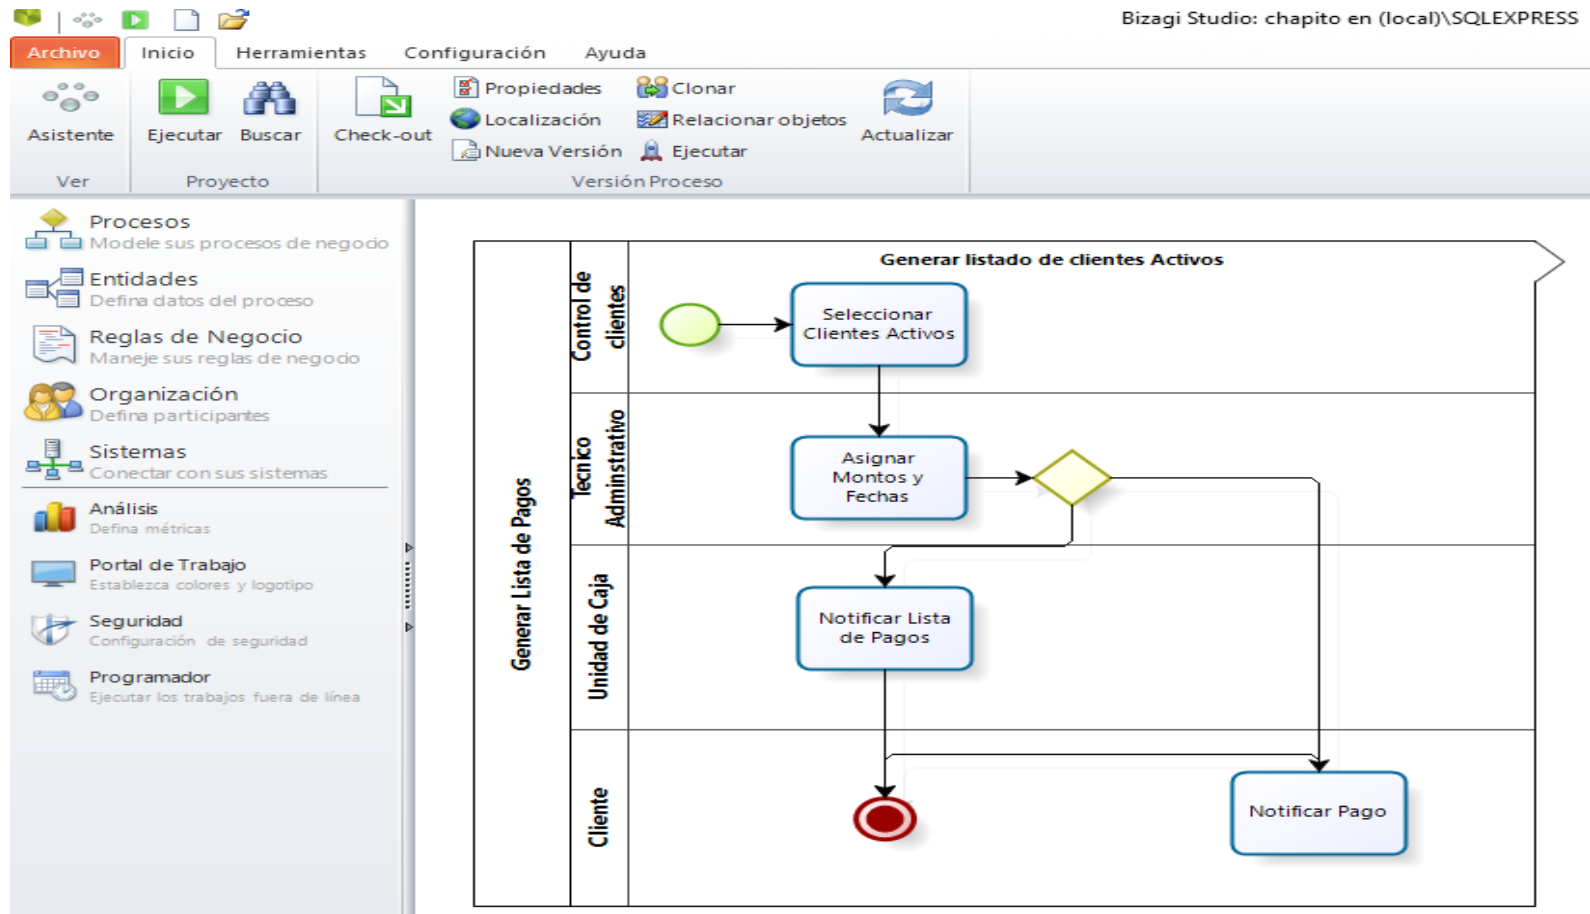 Bizagi Studio: chapito en (local)\SQLEXPRESS
Archivo
Inicio
Herramientas
Configuración
Ayuda
Asistente
Ejecutar
Buscar
Check-out
Propiedades
Localización
Nueva Versión
Clonar
Relacionar objetos
Ejecutar
Actualizar
Ver
Proyecto
Versión Proceso
Procesos
Modele sus procesos de negocio
Entidades
Defina datos del proceso
Reglas de Negocio
Maneje sus reglas de negocio
Organización
Defina participantes
Sistemas
Conectar con sus sistemas
Análisis
Defina métricas
Portal de Trabajo
Establezca colores y logotipo
Seguridad
Configuración de seguridad
Programador
Ejecutar los trabajos fuera de línea
Generar Lista de Pagos
Generar listado de clientes Activos
Control de
clientes
Seleccionar
Clientes Activos
Tecnico
Adminstrativo
Asignar
Montos y
Fechas
Unidad de Caja
Notificar Lista
de Pagos
Cliente
Notificar Pago